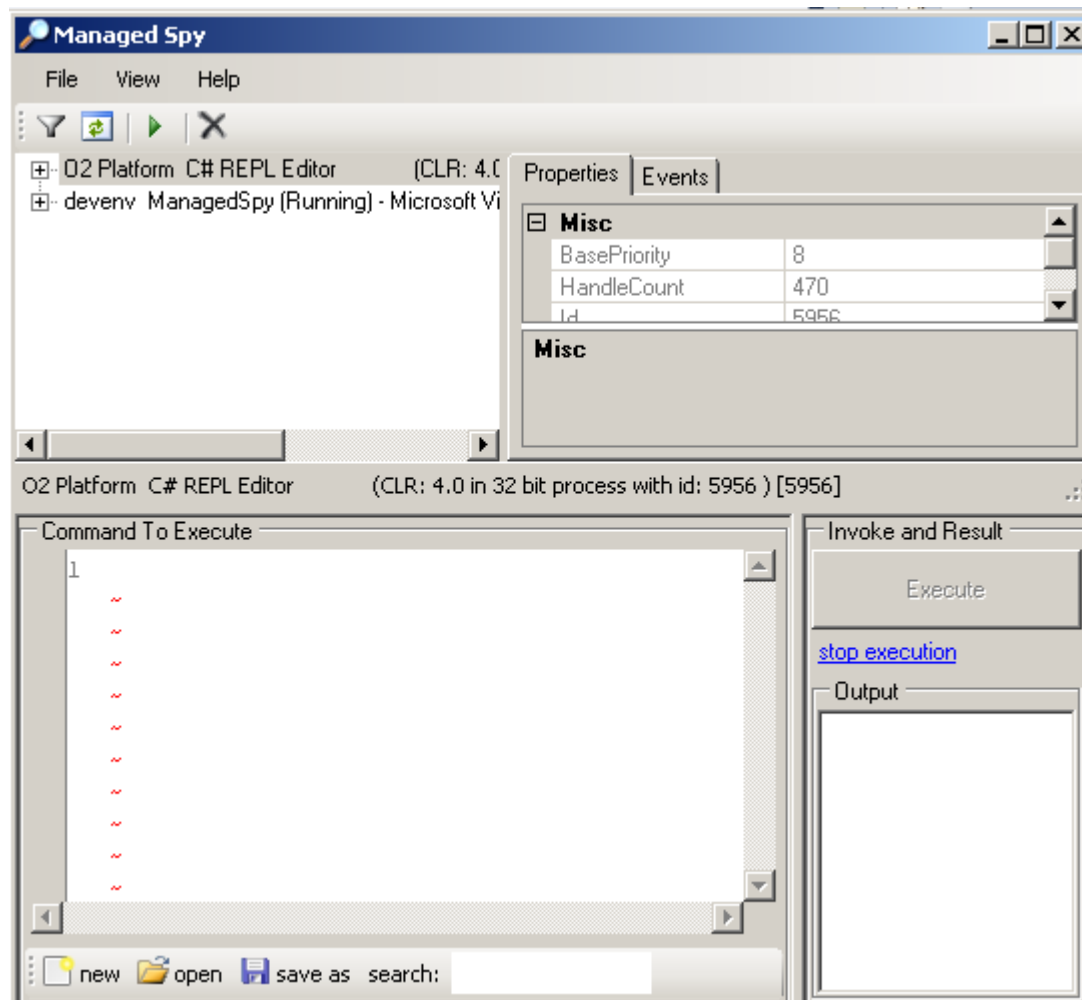 Managed Spy
File View Help
O2 Platform C# REPL Editor (CLR: 4.0
devenv ManagedSpy (Running) - Microsoft Vi
Properties Events
Misc
BasePriority 8
HandleCount 470
Id 5956
Misc
O2 Platform C# REPL Editor (CLR: 4.0 in 32 bit process with id: 5956 ) [5956]
Command To Execute
1
~
~
~
~
~
~
~
~
~
~
Invoke and Result
Execute
stop execution
Output
new open save as search: